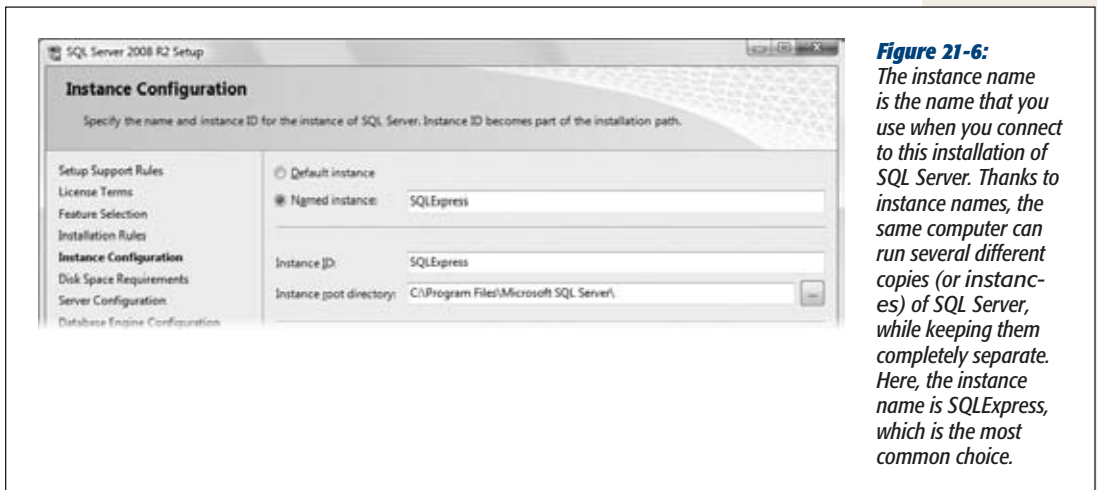 SQL Server 2008 R2 Setup
Instance Configuration
Specify the name and instance ID for the instance of SQL Server. Instance ID becomes part of the installation path.
Setup Support Rules
License Terms
Feature Selection
Installation Rules
Instance Configuration
Disk Space Requirements
Server Configuration
Database Engine Configuration
Default instance
Named instance: SQLExpress
Instance ID: SQLExpress
Instance root directory: C:\Program Files\Microsoft SQL Server\ ...
Figure 21-6:
The instance name
is the name that you
use when you connect
to this installation of
SQL Server. Thanks to
instance names, the
same computer can
run several different
copies (or instanc-
es) of SQL Server,
while keeping them
completely separate.
Here, the instance
name is SQLExpress,
which is the most
common choice.